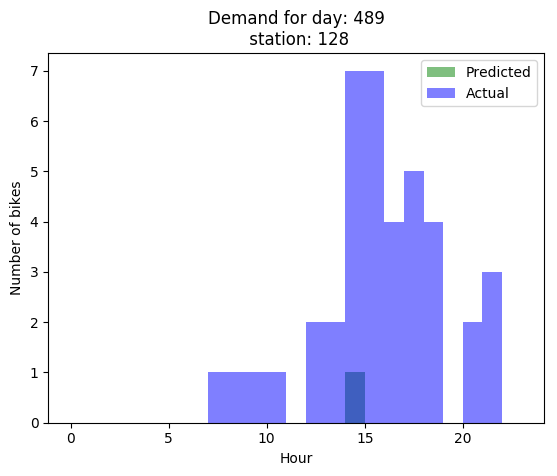 Demand for day: 489
station: 128
Predicted
Actual
Number of bikes
7
6
5
4
3
2
1
0
0 5 10 15 20
Hour